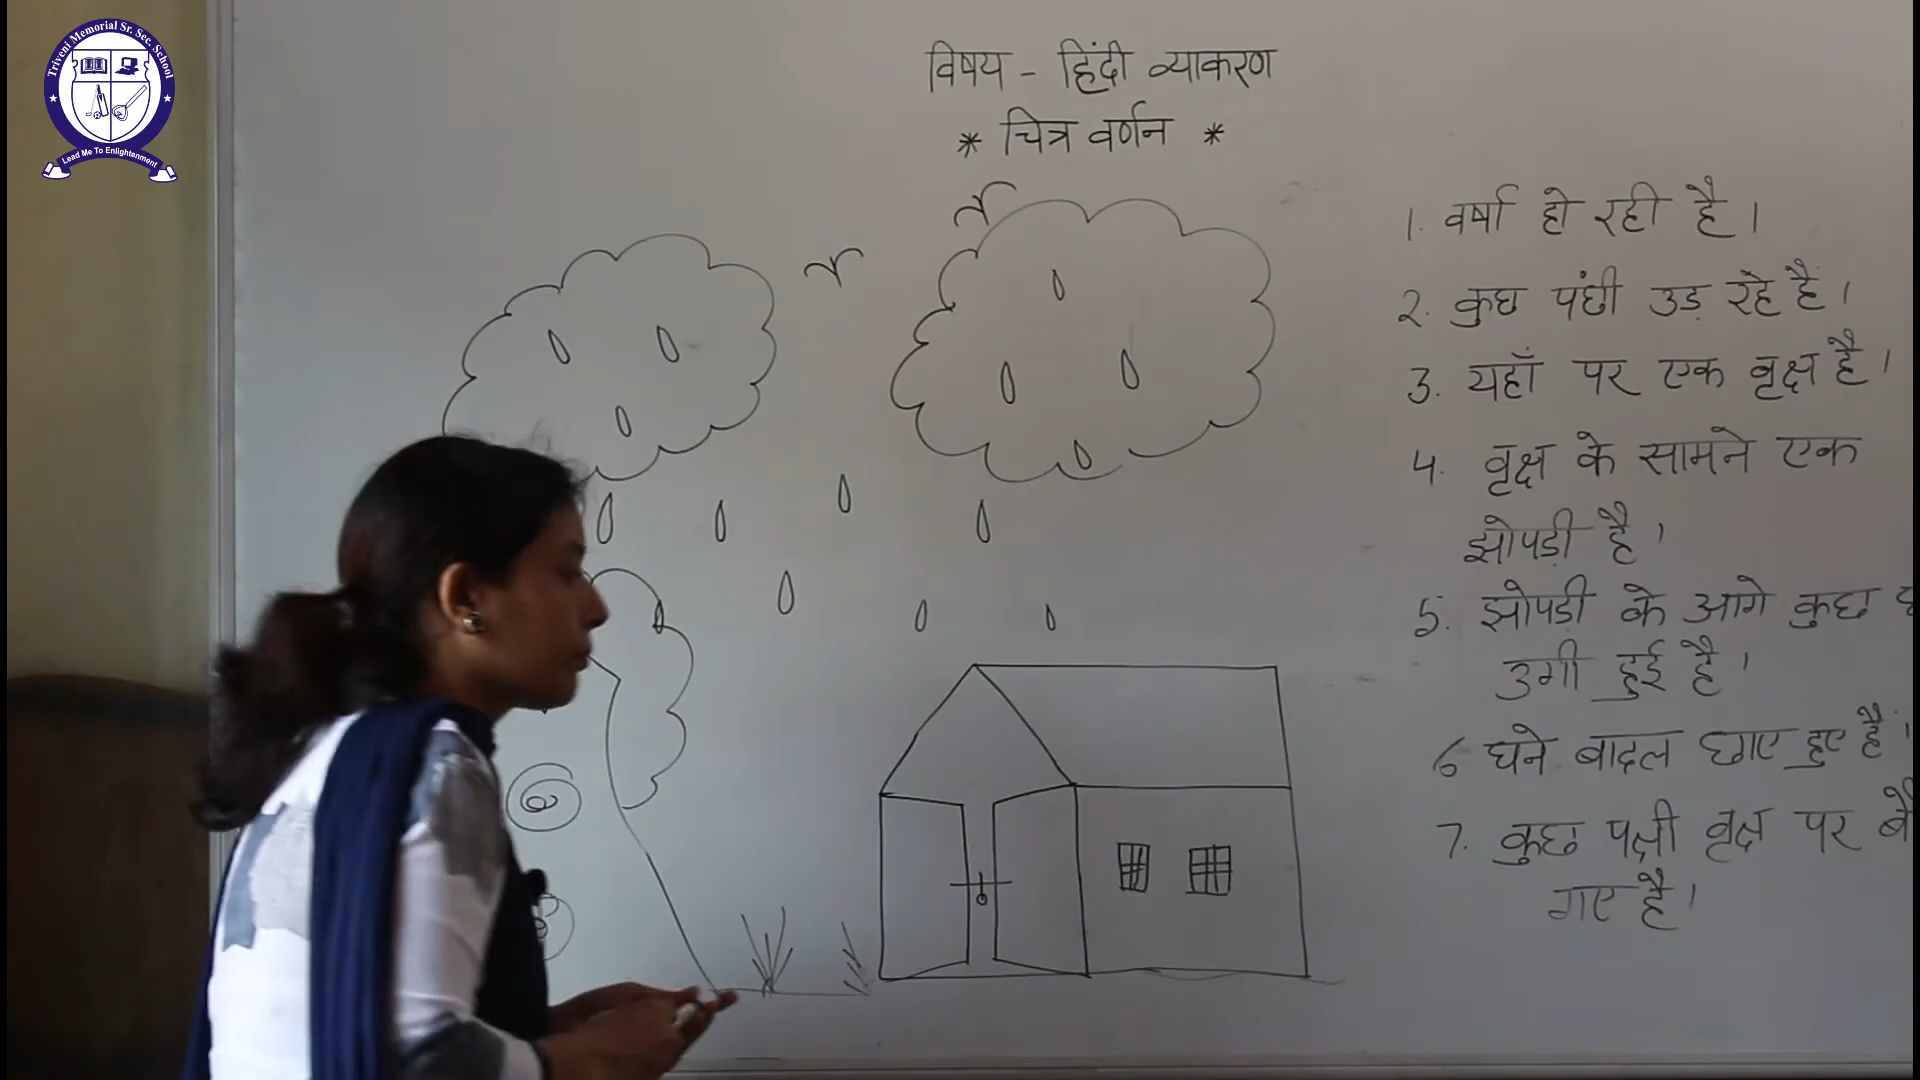 Triveni Memorial Sr. Sec. School
Lead Me To Enlightenment
विषय - हिंदी व्याकरण
* चित्र वर्णन *
1. वर्षा हो रही है।
2. कुछ पंछी उड़ रहे है।
3. यहाँ पर एक वृक्ष है।
4. वृक्ष के सामने एक
झोपड़ी है।
5. झोपड़ी के आगे कुछ
उगी हुई है।
6 घने बादल छाए हुए है।
7. कुछ पक्षी वृक्ष पर
गए है।